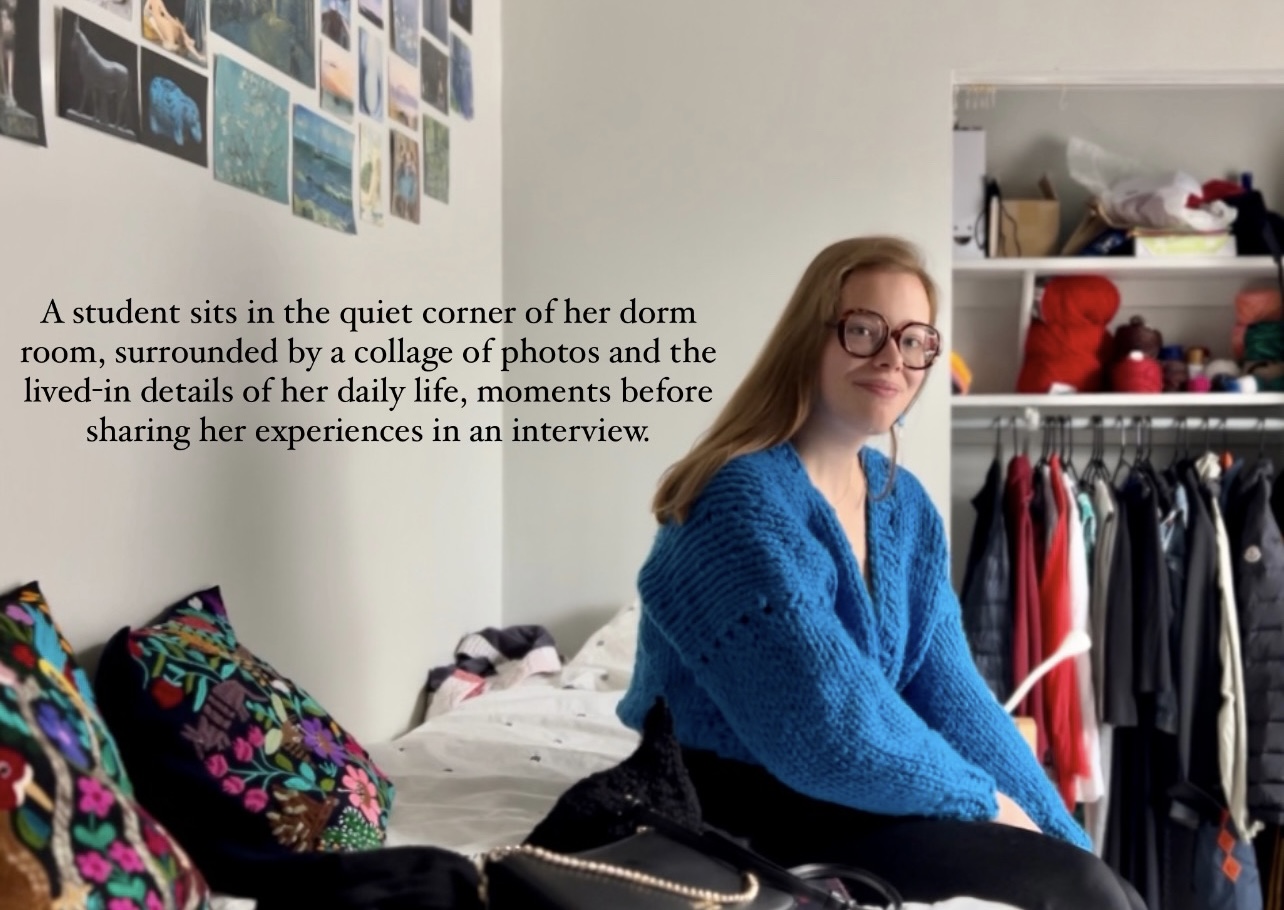 A student sits in the quiet corner of her dorm
room, surrounded by a collage of photos and the
lived-in details of her daily life, moments before
sharing her experiences in an interview.